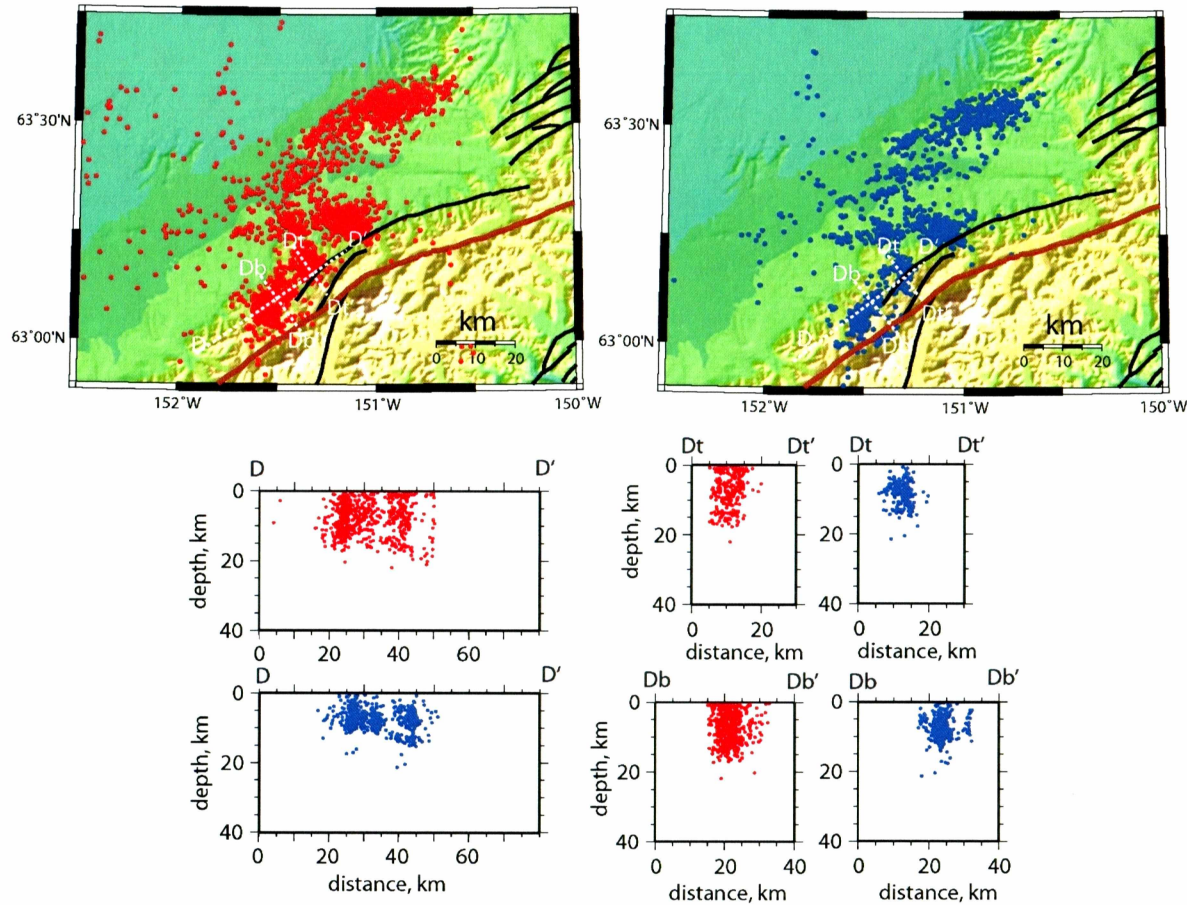 63°30'N
63°00'N
152°W
151°W
150°W
Dt
D'
Db
D
Dt'
Db'
km
0 10 20
63°30'N
63°00'N
152°W
151°W
150°W
Dt
D'
Db
D
Dt'
Db'
km
0 10 20
D D'
0
20
40
depth, km
0 20 40 60
D D'
0
20
40
depth, km
0 20 40 60
distance, km
Dt Dt'
0
20
40
depth, km
0 20
distance, km
Dt Dt'
0
20
40
0 20
distance, km
Db Db'
0
20
40
depth, km
0 20 40
distance, km
Db Db'
0
20
40
0 20 40
distance, km